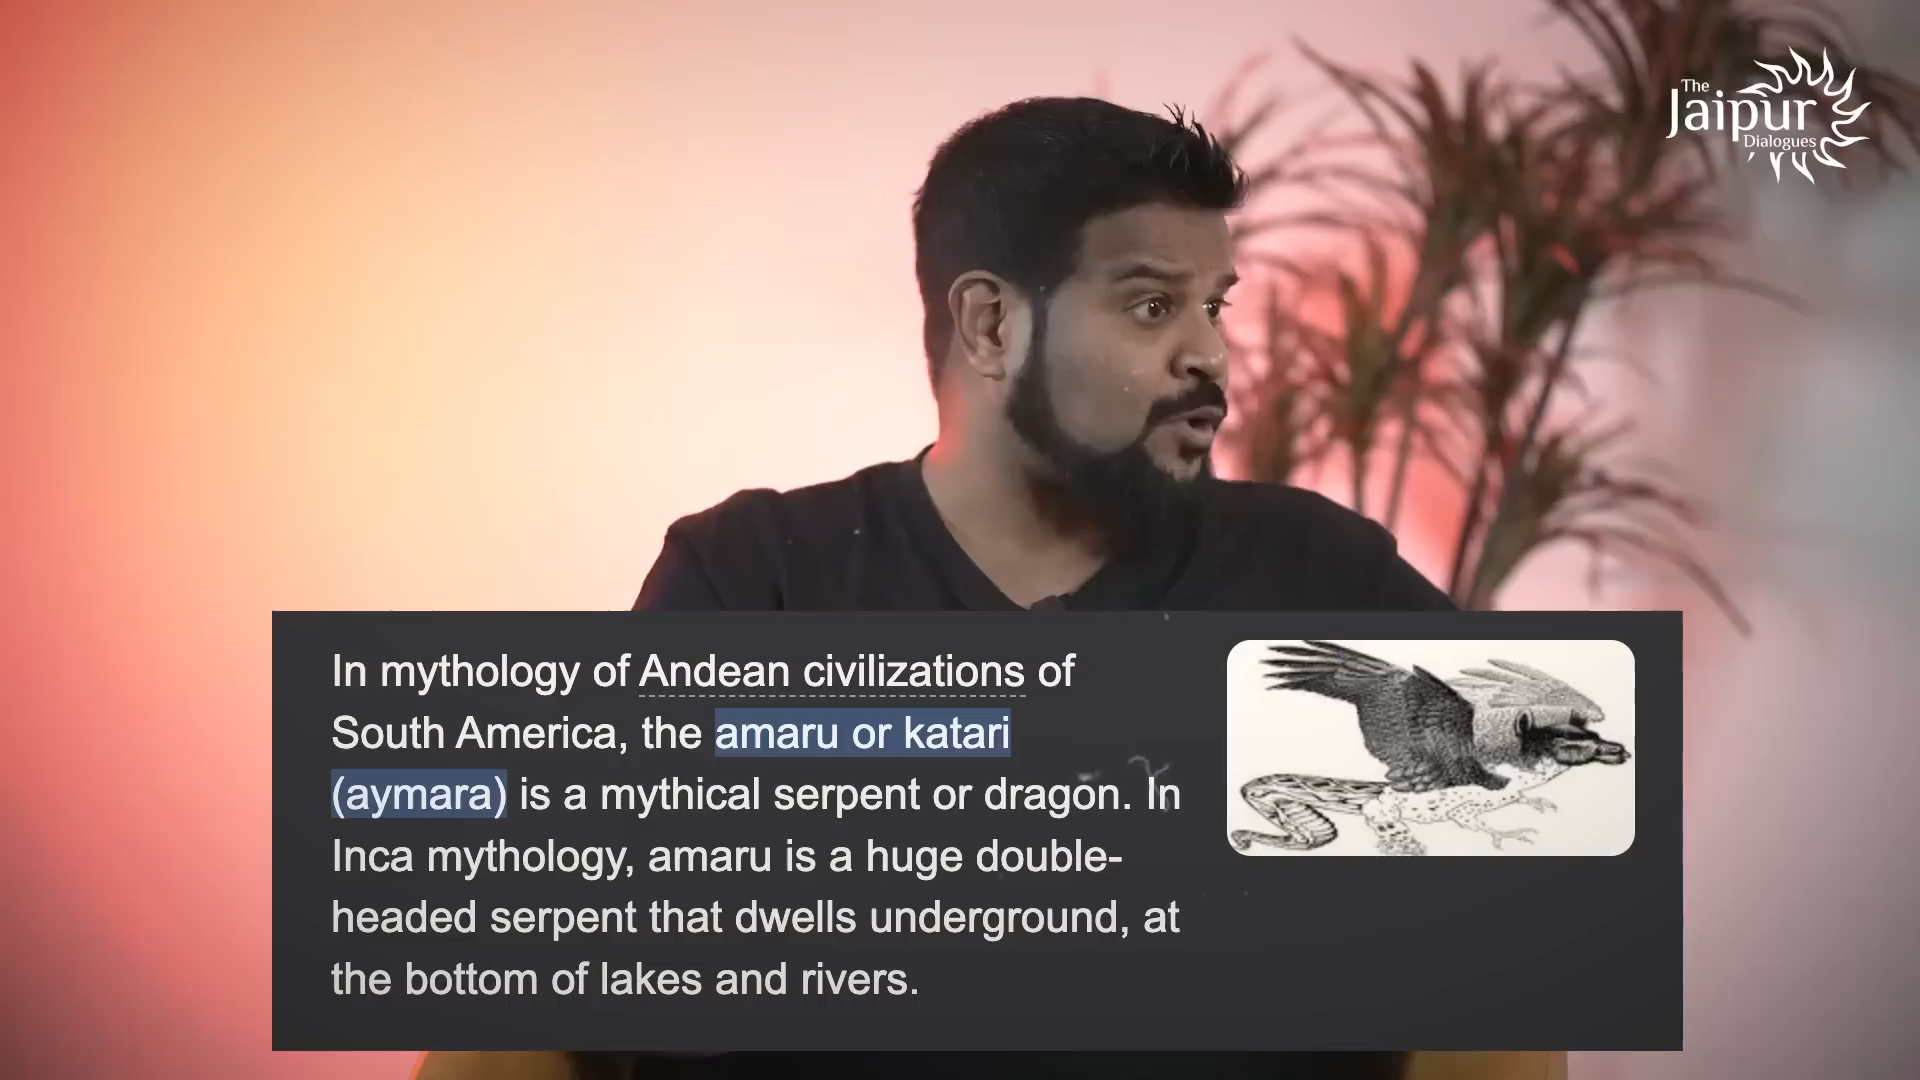 The
Jaipur
Dialogues
In mythology of Andean civilizations of
South America, the amaru or katari
(aymara) is a mythical serpent or dragon. In
Inca mythology, amaru is a huge double-
headed serpent that dwells underground, at
the bottom of lakes and rivers.